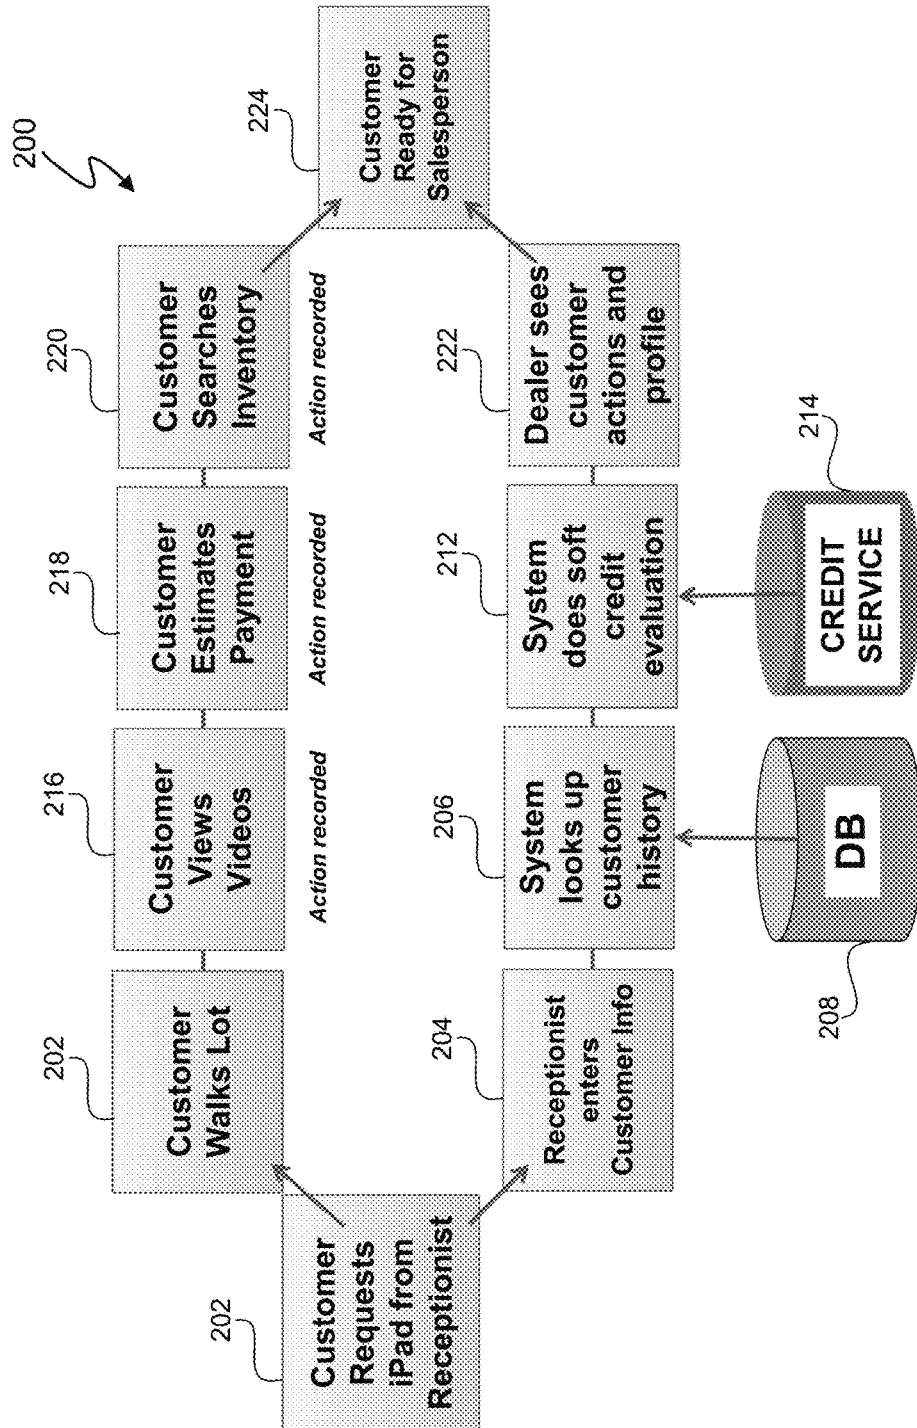 200
202
Customer
Requests
iPad from
Receptionist
202
Customer
Walks Lot
216
Customer
Views
Videos
Action recorded
218
Customer
Estimates
Payment
Action recorded
220
Customer
Searches
Inventory
Action recorded
224
Customer
Ready for
Salesperson
204
Receptionist
enters
Customer Info
206
System
looks up
customer
history
212
System
does soft
credit
evaluation
222
Dealer sees
customer
actions and
profile
208
DB
214
CREDIT
SERVICE